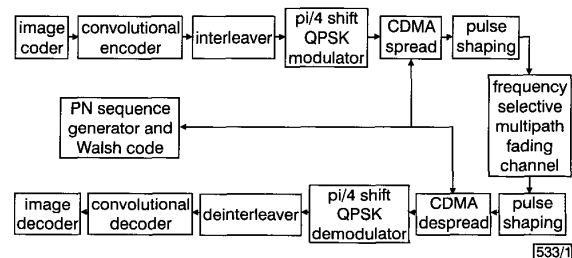 image
coder
convolutional
encoder
interleaver
pi/4 shift
QPSK
modulator
CDMA
spread
pulse
shaping
PN sequence
generator and
Walsh code
frequency
selective
multipath
fading
channel
image
decoder
convolutional
decoder
deinterleaver
pi/4 shift
QPSK
demodulator
CDMA
despread
pulse
shaping
533/1